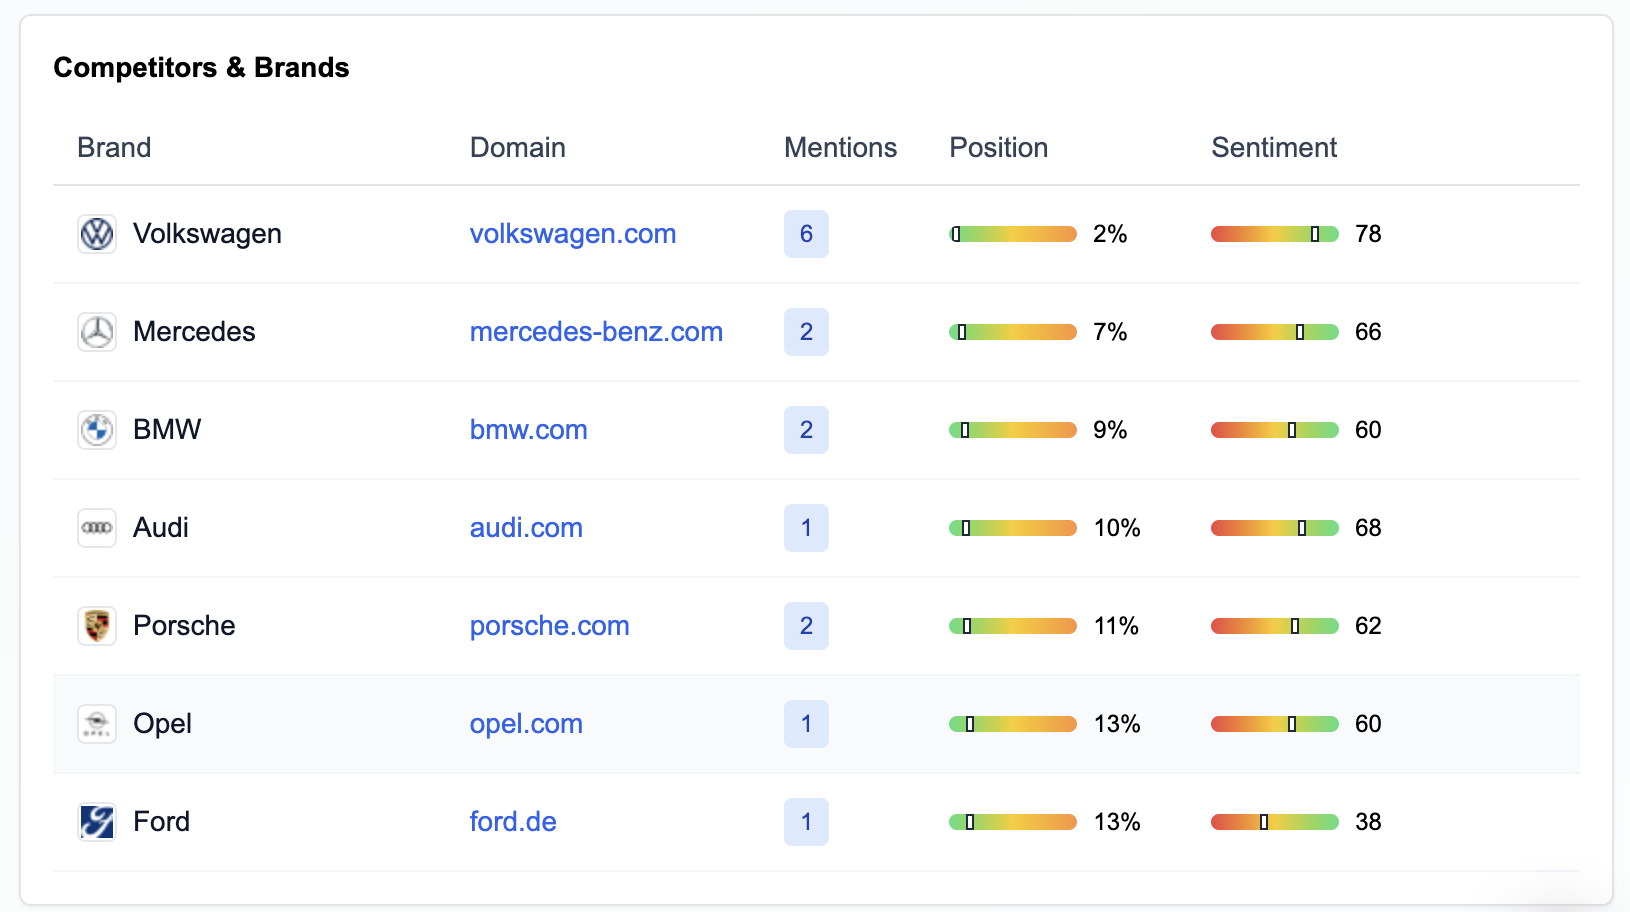 Competitors & Brands
Brand Domain Mentions Position Sentiment
Volkswagen volkswagen.com 6 2% 78
Mercedes mercedes-benz.com 2 7% 66
BMW bmw.com 2 9% 60
Audi audi.com 1 10% 68
Porsche porsche.com 2 11% 62
Opel opel.com 1 13% 60
Ford ford.de 1 13% 38